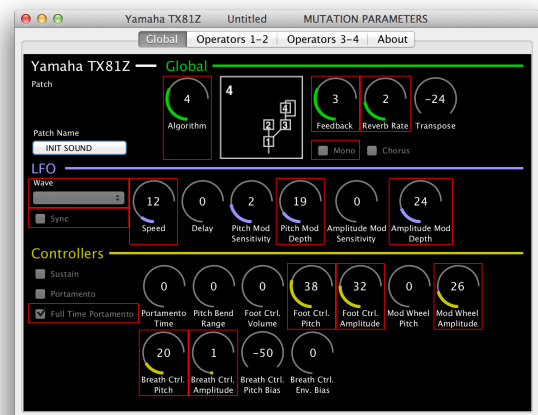 Yamaha TX81Z Untitled MUTATION PARAMETERS
Global Operators 1-2 Operators 3-4 About
Yamaha TX81Z Global
Patch
Patch Name
INIT SOUND
4
Algorithm
4
4
2 3
1
3
Feedback
2
Reverb Rate
-24
Transpose
Mono Chorus
LFO
Wave
Sync
12
Speed
0
Delay
2
Pitch Mod
Sensitivity
19
Pitch Mod
Depth
0
Amplitude Mod
Sensitivity
24
Amplitude Mod
Depth
Controllers
Sustain
Portamento
Full Time Portamento
0
Portamento
Time
0
Pitch Bend
Range
0
Foot Ctrl.
Volume
38
Foot Ctrl.
Pitch
32
Foot Ctrl.
Amplitude
0
Mod Wheel
Pitch
26
Mod Wheel
Amplitude
20
Breath Ctrl.
Pitch
1
Breath Ctrl.
Amplitude
-50
Breath Ctrl.
Pitch Bias
0
Breath Ctrl.
Env. Bias